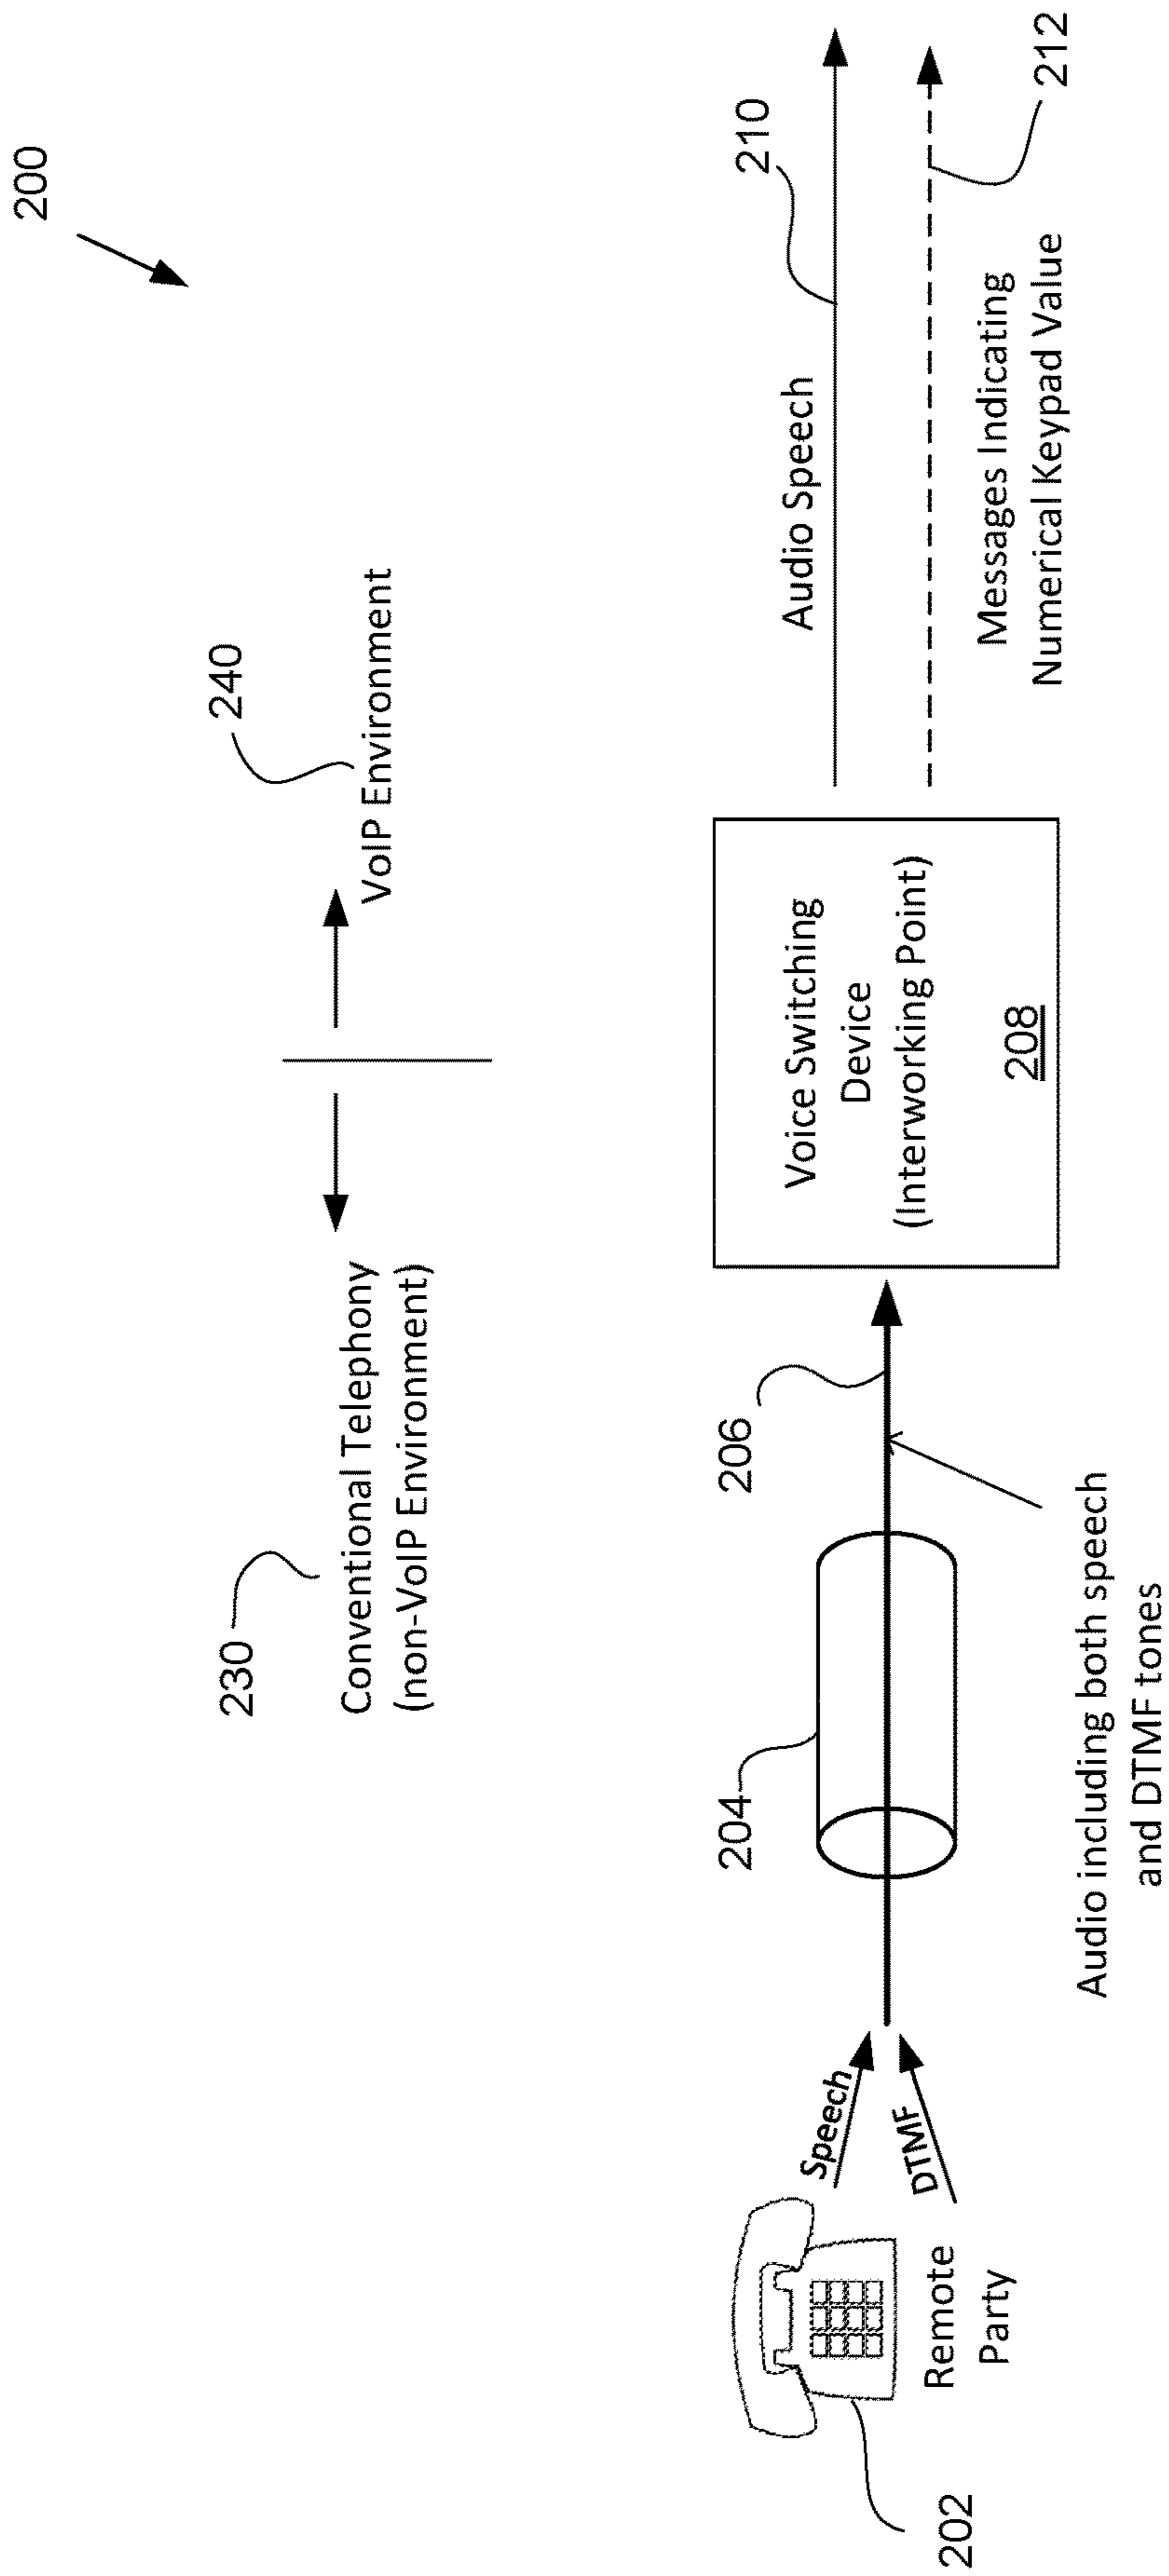 200
230
240
Conventional Telephony
(non-VoIP Environment)
VoIP Environment
202
Remote
Party
Speech
DTMF
204
206
Audio including both speech
and DTMF tones
Voice Switching
Device
(Interworking Point)
208
Audio Speech
210
Messages Indicating
Numerical Keypad Value
212